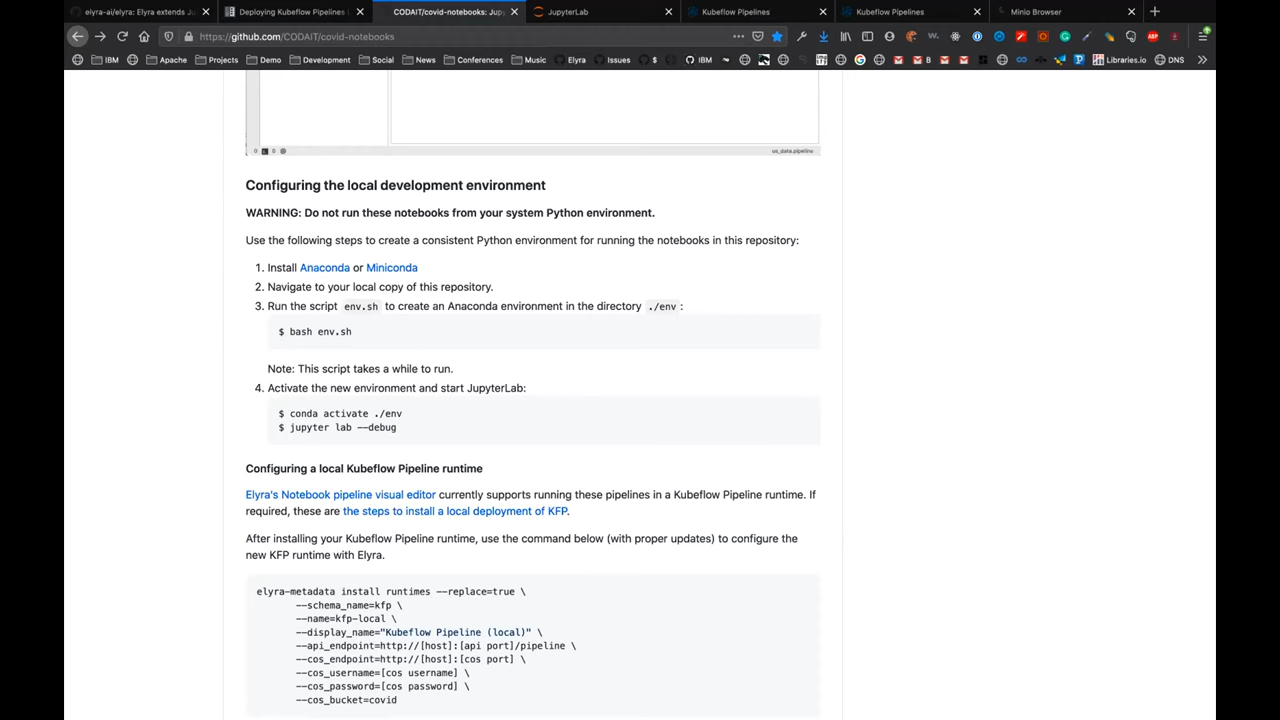 elyra-ai/elyra: Elyra extends Ju
Deploying Kubeflow Pipelines
CODAIT/covid-notebooks: Jup
JupyterLab
Kubeflow Pipelines
Kubeflow Pipelines
Minio Browser
https://github.com/CODAIT/covid-notebooks
IBM
Apache
Projects
Demo
Development
Social
News
Conferences
Music
Elyra
Issues
$
IBM
B
Libraries.io
DNS
0 0
us_data.pipeline
Configuring the local development environment
WARNING: Do not run these notebooks from your system Python environment.
Use the following steps to create a consistent Python environment for running the notebooks in this repository:
1. Install Anaconda or Miniconda
2. Navigate to your local copy of this repository.
3. Run the script env.sh to create an Anaconda environment in the directory ./env :
$ bash env.sh
Note: This script takes a while to run.
4. Activate the new environment and start JupyterLab:
$ conda activate ./env
$ jupyter lab --debug
Configuring a local Kubeflow Pipeline runtime
Elyra's Notebook pipeline visual editor currently supports running these pipelines in a Kubeflow Pipeline runtime. If
required, these are the steps to install a local deployment of KFP.
After installing your Kubeflow Pipeline runtime, use the command below (with proper updates) to configure the
new KFP runtime with Elyra.
elyra-metadata install runtimes --replace=true \
--schema_name=kfp \
--name=kfp-local \
--display_name="Kubeflow Pipeline (local)" \
--api_endpoint=http://[host]:[api port]/pipeline \
--cos_endpoint=http://[host]:[cos port] \
--cos_username=[cos username] \
--cos_password=[cos password] \
--cos_bucket=covid